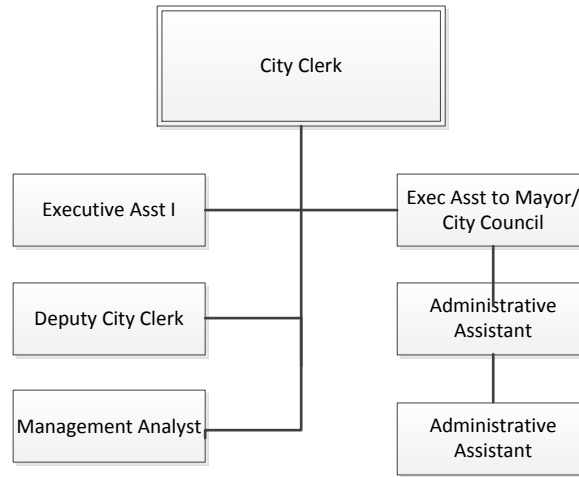 City Clerk
Executive Asst I
Exec Asst to Mayor/
City Council
Deputy City Clerk
Administrative
Assistant
Management Analyst
Administrative
Assistant